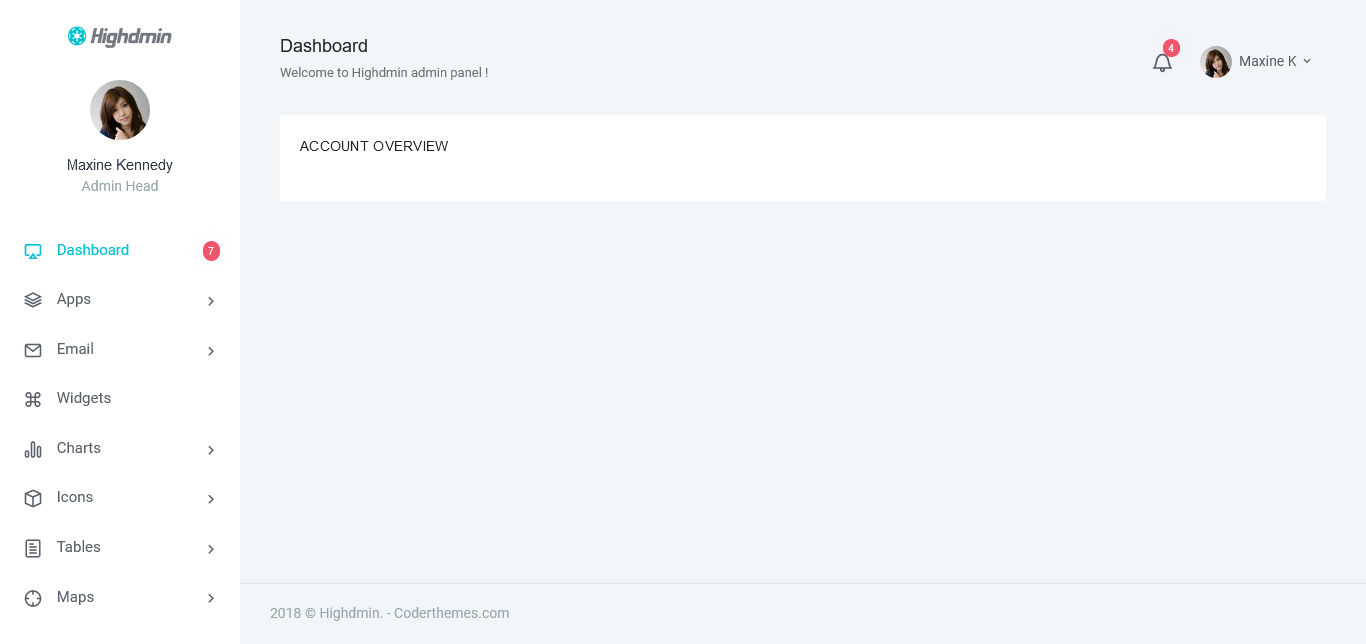 Highdmin
Maxine Kennedy
Admin Head
Dashboard 7
Apps
Email
Widgets
Charts
Icons
Tables
Maps
Dashboard
Welcome to Highdmin admin panel !
4
Maxine K
ACCOUNT OVERVIEW
2018 © Highdmin. - Coderthemes.com